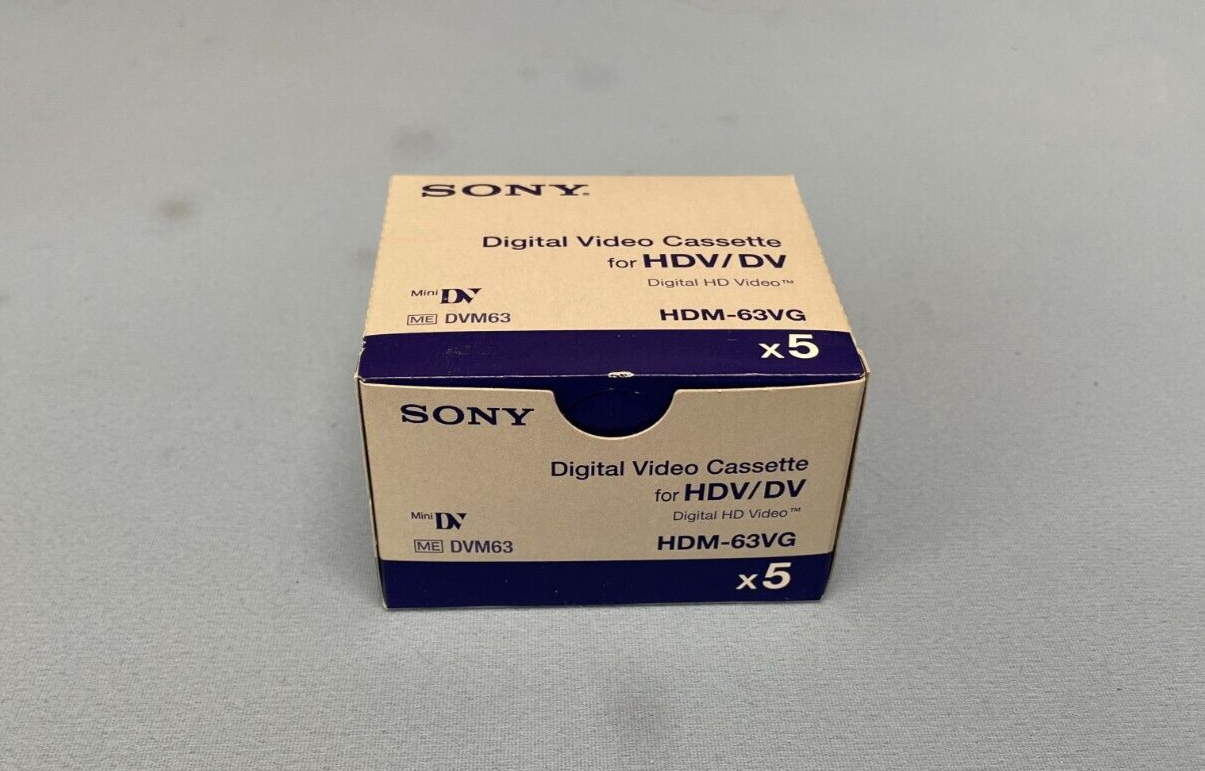 SONY.
Digital Video Cassette
for HDV/DV
Digital HD Video™
Mini DV
ME DVM63
HDM-63VG
x5
SONY
Digital Video Cassette
for HDV/DV
Digital HD Video™
Mini DV
ME DVM63
HDM-63VG
x5